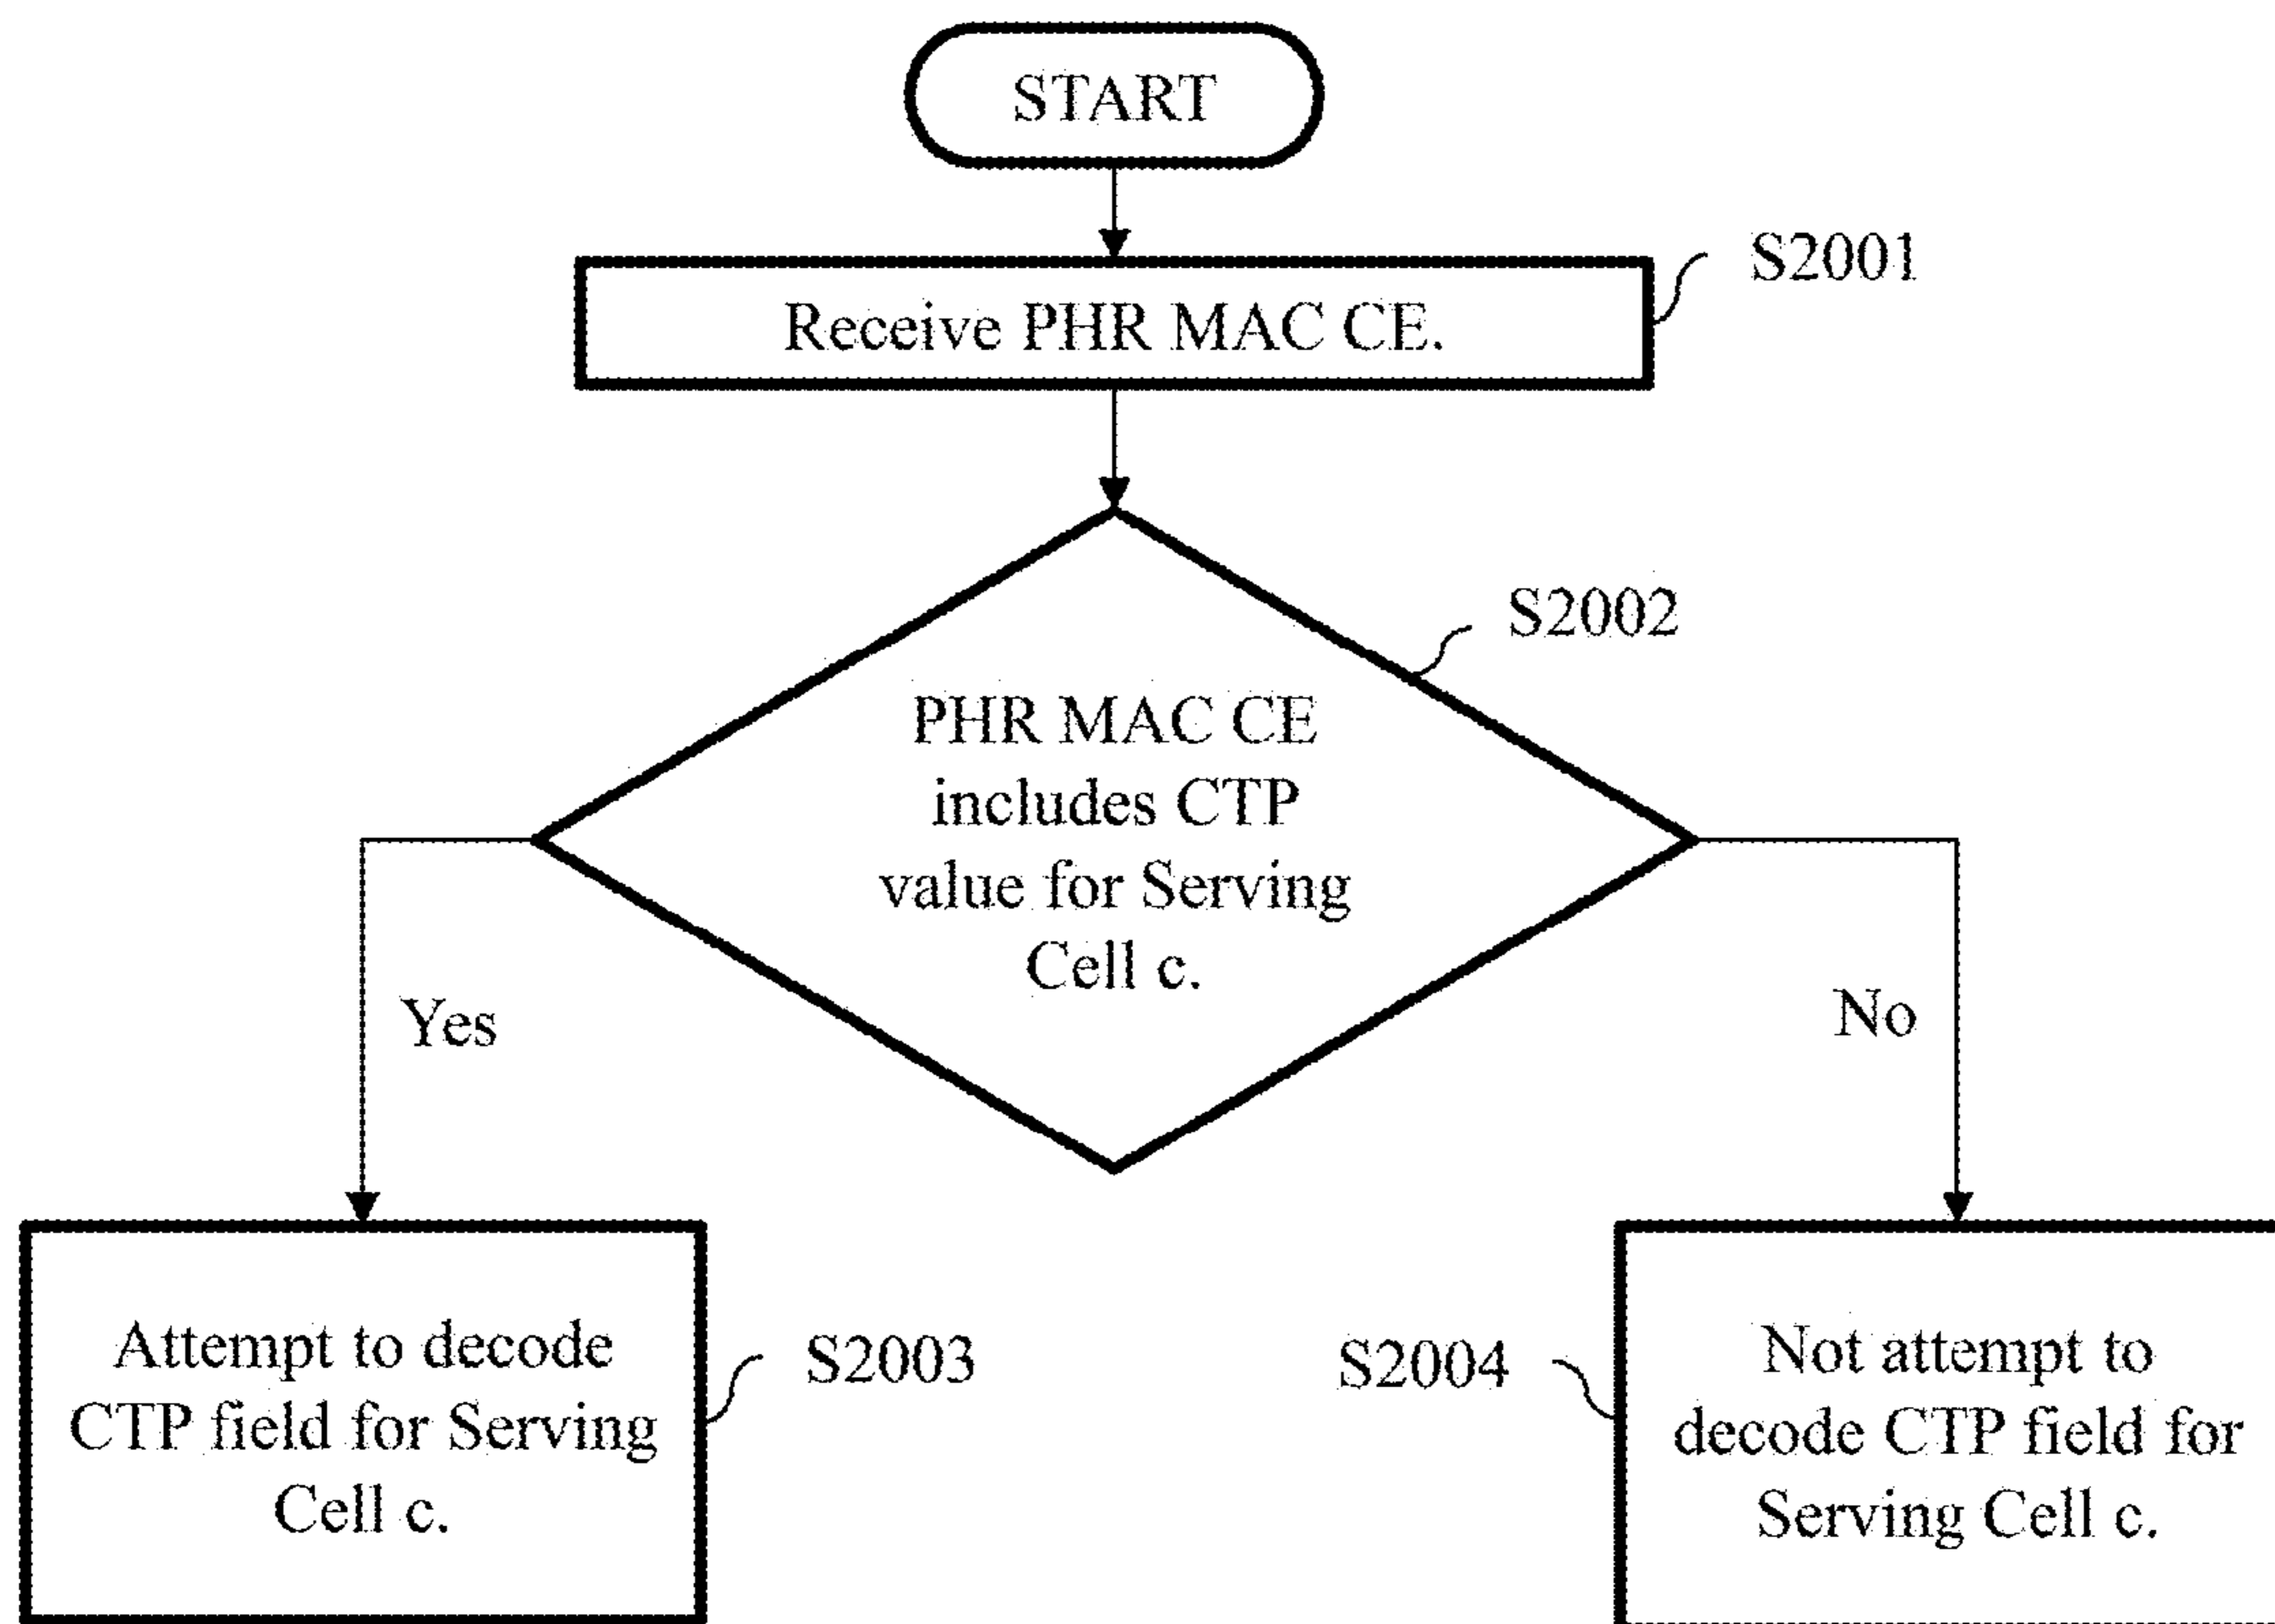 START
S2001
Receive PHR MAC CE.
S2002
PHR MAC CE
includes CTP
value for Serving
Cell c.
Yes
No
Attempt to decode
CTP field for Serving
Cell c.
S2003
S2004
Not attempt to
decode CTP field for
Serving Cell c.